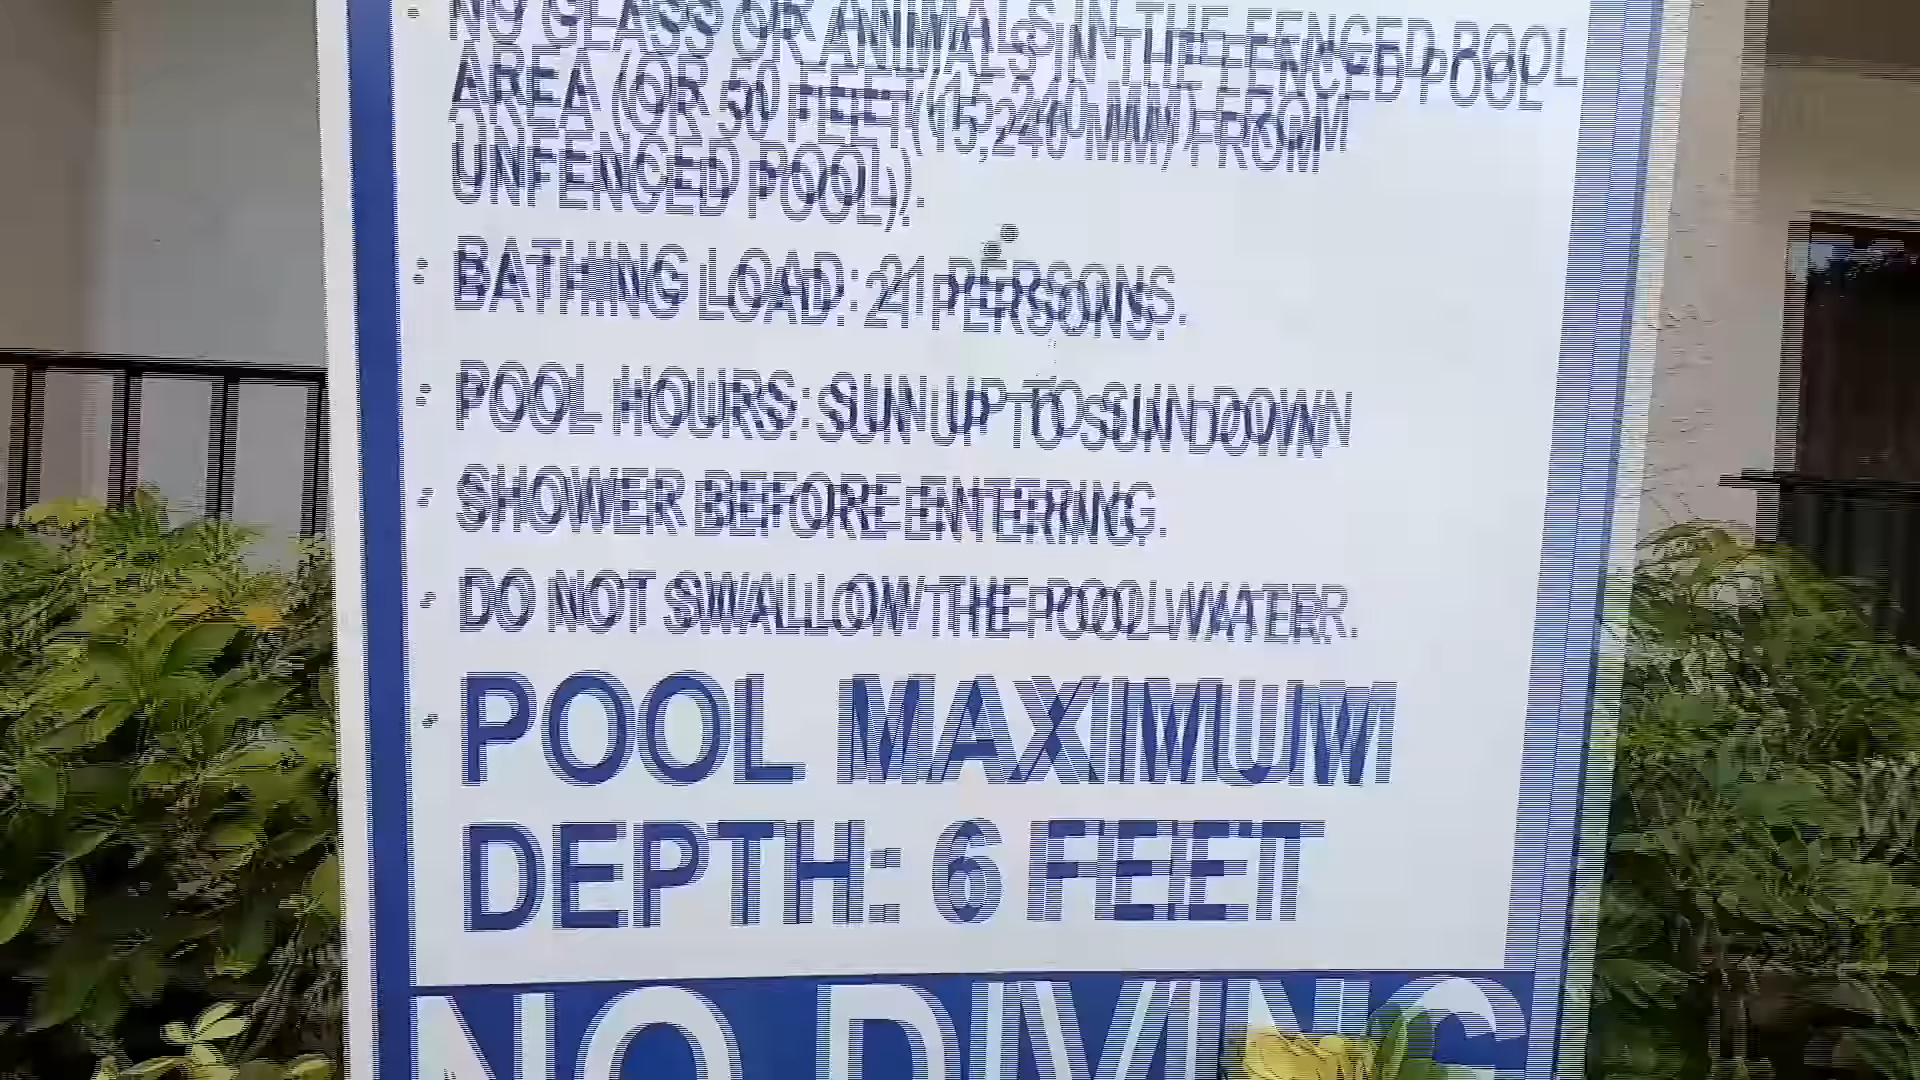 • NO GLASS OR ANIMALS IN THE FENCED POOL
AREA (OR 50 FEET (15,240 MM) FROM
UNFENCED POOL).
• BATHING LOAD: 21 PERSONS.
• POOL HOURS: SUN UP TO SUN DOWN
• SHOWER BEFORE ENTERING.
• DO NOT SWALLOW THE POOL WATER.
• POOL MAXIMUM
DEPTH: 6 FEET
NO DIVING